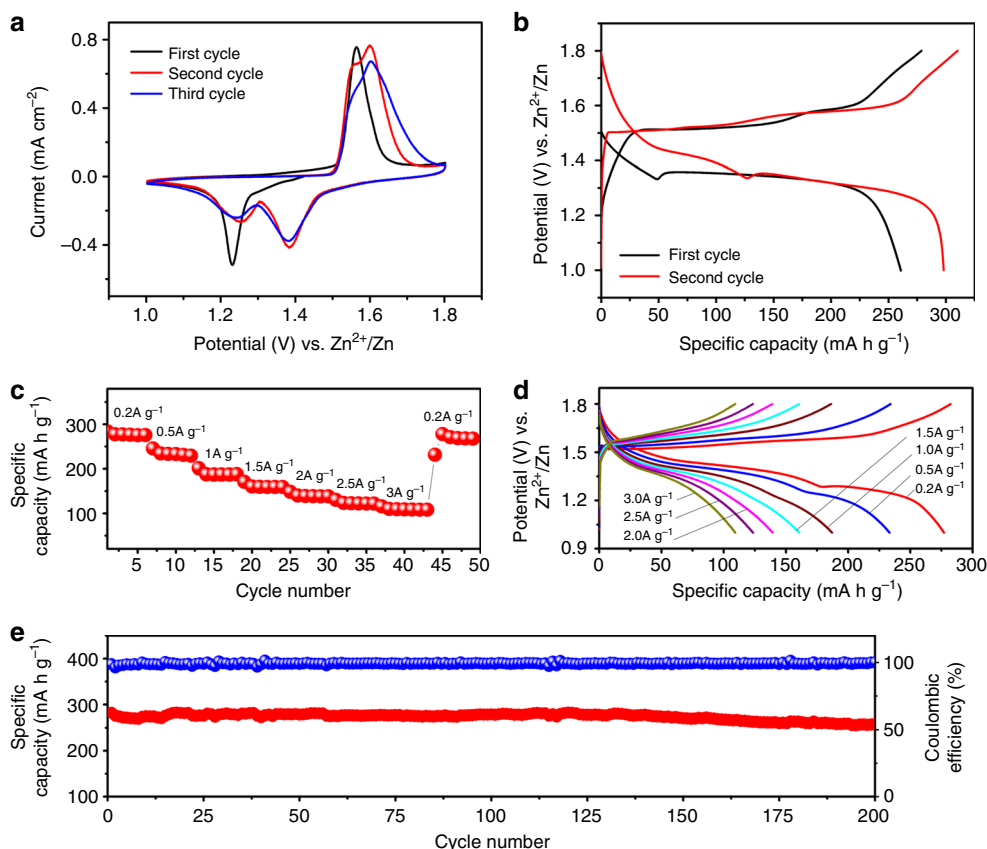 a
0.8
0.4
0.0
−0.4
Currnet (mA cm⁻²)
First cycle
Second cycle
Third cycle
1.0
1.2
1.4
1.6
1.8
Potential (V) vs. Zn²⁺/Zn
b
1.8
1.6
1.4
1.2
1.0
Potential (V) vs. Zn²⁺/Zn
First cycle
Second cycle
0
50
100
150
200
250
300
Specific capacity (mA h g⁻¹)
c
400
300
200
100
Specific
capacity (mA h g⁻¹)
0.2A g⁻¹
0.5A g⁻¹
1A g⁻¹
1.5A g⁻¹
2A g⁻¹
2.5A g⁻¹
3A g⁻¹
0.2A g⁻¹
5
10
15
20
25
30
35
40
45
50
Cycle number
d
1.8
1.5
1.2
0.9
Potential (V) vs.
Zn²⁺/Zn
3.0A g⁻¹
2.5A g⁻¹
2.0A g⁻¹
1.5A g⁻¹
1.0A g⁻¹
0.5A g⁻¹
0.2A g⁻¹
0
50
100
150
200
250
300
Specific capacity (mA h g⁻¹)
e
400
300
200
100
Specific
capacity (mA h g⁻¹)
100
50
0
Coulombic
efficiency (%)
0
25
50
75
100
125
150
175
200
Cycle number